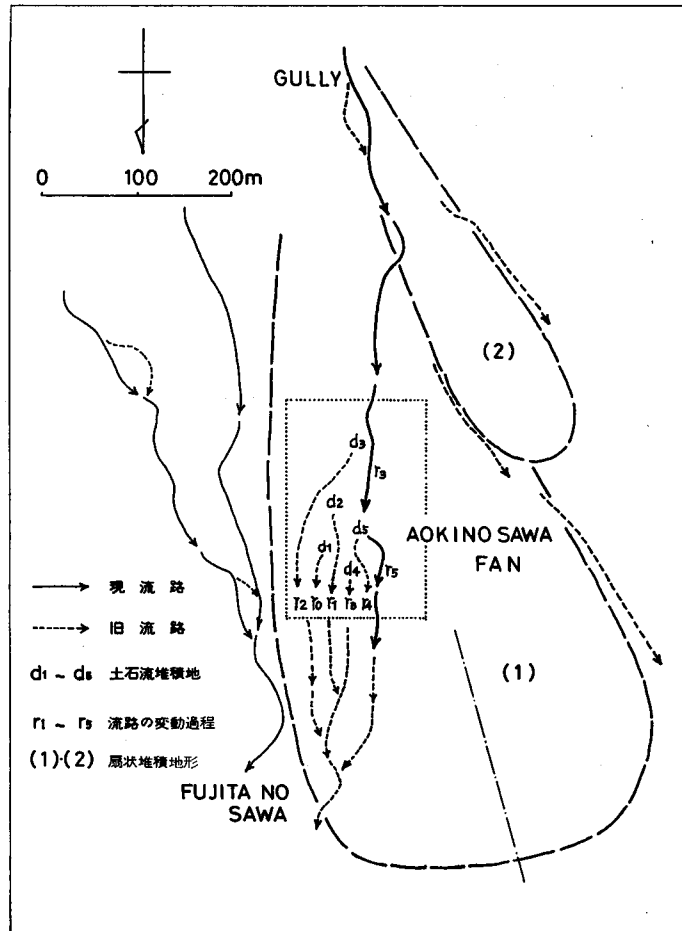 GULLY
0 100 200m
(2)
d3
r3
d2
d5
d1
d4
r5
r2 r0 r1 r3 r4
AOKINO SAWA
FAN
(1)
現流路
旧流路
d1 ~ d5 土石流堆積地
r1 ~ r5 流路の変動過程
(1)·(2) 扇状堆積地形
FUJITA NO
SAWA